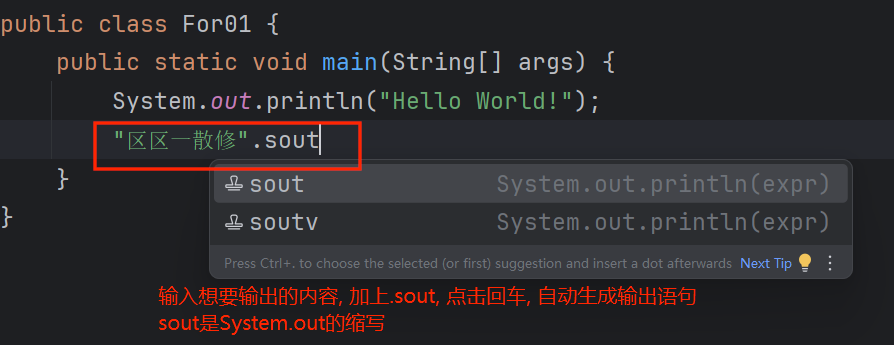 public class For01 {
public static void main(String[] args) {
System.out.println("Hello World!");
"区区一散修".sout
}
sout System.out.println(expr)
soutv System.out.println(expr)
}
Press Ctrl+. to choose the selected (or first) suggestion and insert a dot afterwards Next Tip
输入想要输出的内容, 加上.sout, 点击回车, 自动生成输出语句
sout是System.out的缩写